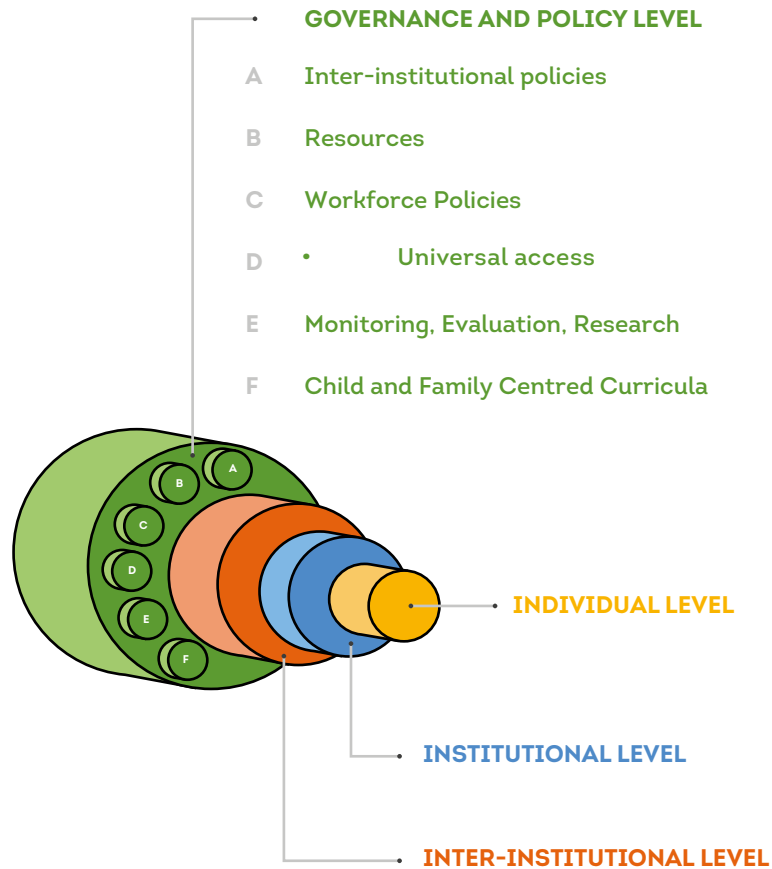 GOVERNANCE AND POLICY LEVEL
A Inter-institutional policies
B Resources
C Workforce Policies
D • Universal access
E Monitoring, Evaluation, Research
F Child and Family Centred Curricula
A
B
C
D
E
F
INDIVIDUAL LEVEL
INSTITUTIONAL LEVEL
INTER-INSTITUTIONAL LEVEL